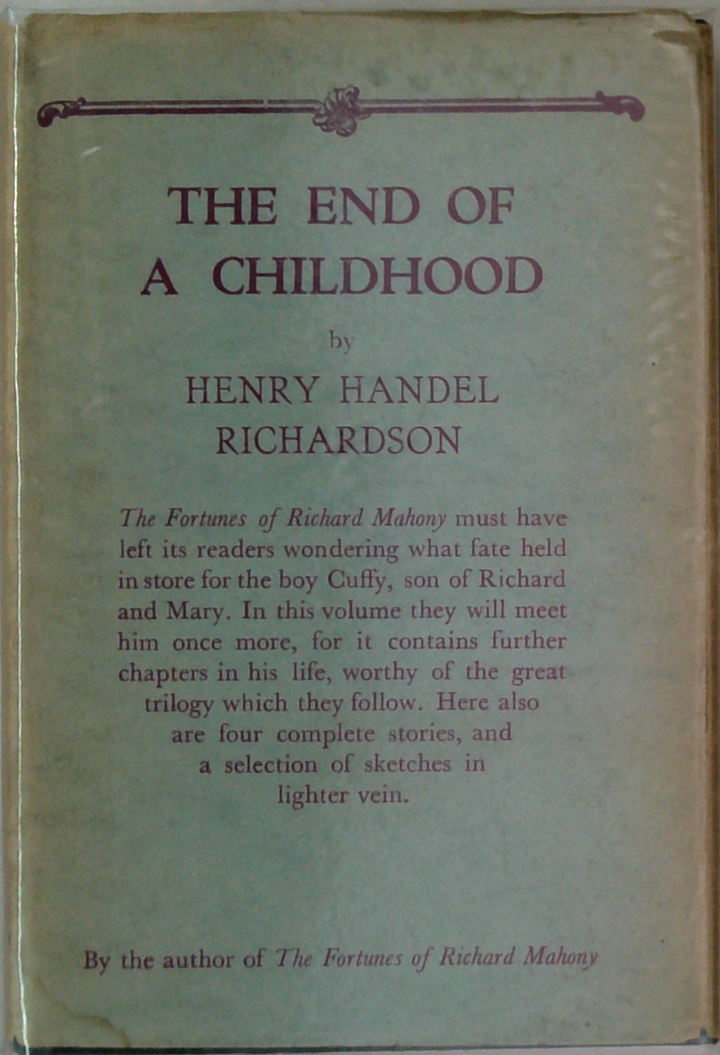 THE END OF
A CHILDHOOD
by
HENRY HANDEL
RICHARDSON
The Fortunes of Richard Mahony must have
left its readers wondering what fate held
in store for the boy Cuffy, son of Richard
and Mary. In this volume they will meet
him once more, for it contains further
chapters in his life, worthy of the great
trilogy which they follow. Here also
are four complete stories, and
a selection of sketches in
lighter vein.
By the author of The Fortunes of Richard Mahony